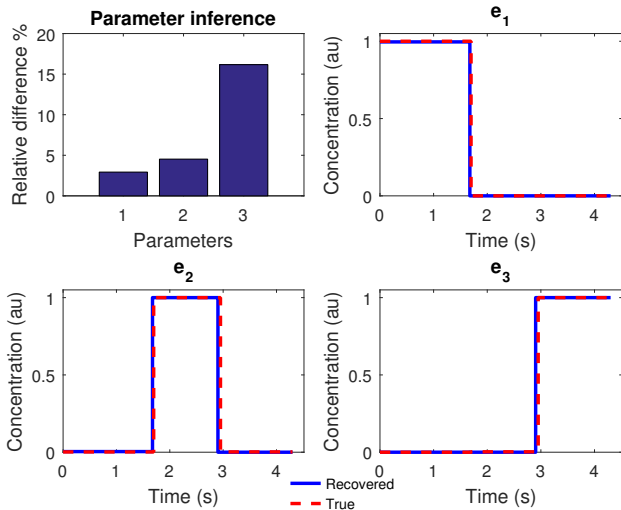 Parameter inference
20
15
10
5
0
Relative difference %
1 2 3
Parameters
e1
1
0.5
0
Concentration (au)
0 1 2 3 4
Time (s)
e2
1
0.5
0
Concentration (au)
0 1 2 3 4
Time (s)
e3
1
0.5
0
Concentration (au)
0 1 2 3 4
Time (s)
Recovered
True